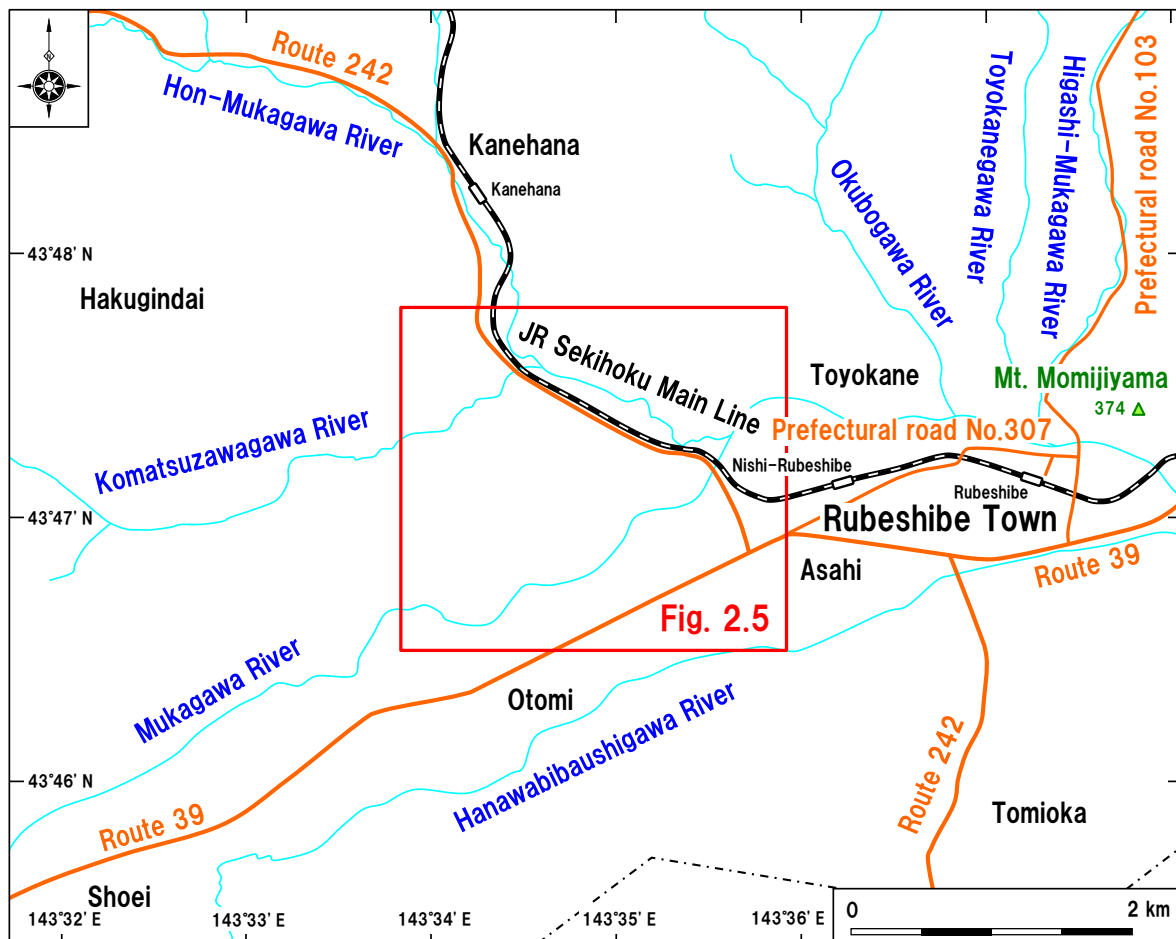 N
Route 242
Hon-Mukagawa River
Kanehana
Kanehana
Toyokanegawa River
Higashi-Mukagawa River
Prefectural road No.103
Okubogawa River
43°48' N
Hakugindai
JR Sekihoku Main Line
Toyokane
Mt. Momijiyama
374
Komatsuzawagawa River
Prefectural road No.307
Nishi-Rubeshibe
Rubeshibe
43°47' N
Rubeshibe Town
Asahi
Route 39
Fig. 2.5
Mukagawa River
Otomi
Hanawabibaushigawa River
Route 242
43°46' N
Route 39
Tomioka
Shoei
143°32' E
143°33' E
143°34' E
143°35' E
143°36' E
0
2 km